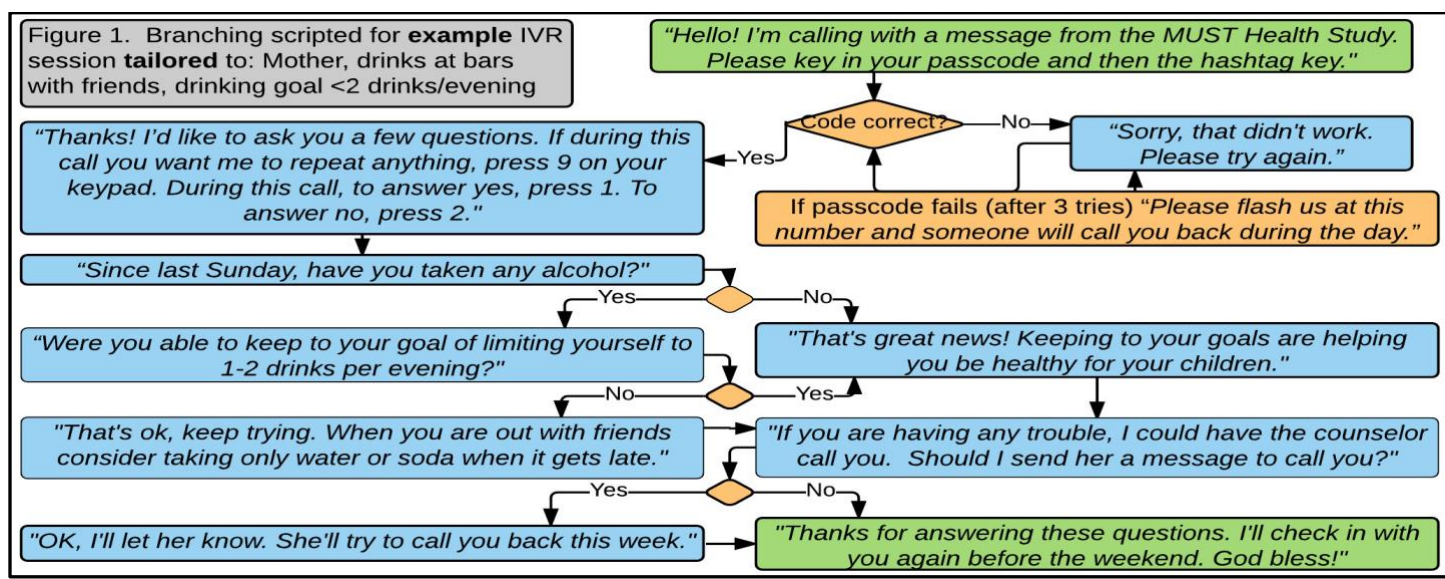 Figure 1.  Branching scripted for example IVR
session tailored to: Mother, drinks at bars
with friends, drinking goal <2 drinks/evening
“Hello! I’m calling with a message from the MUST Health Study.
Please key in your passcode and then the hashtag key."
Code correct?
No
Yes
“Sorry, that didn't work.
Please try again.”
If passcode fails (after 3 tries) “Please flash us at this
number and someone will call you back during the day.”
“Thanks! I’d like to ask you a few questions. If during this
call you want me to repeat anything, press 9 on your
keypad. During this call, to answer yes, press 1. To
answer no, press 2."
“Since last Sunday, have you taken any alcohol?"
Yes
No
“Were you able to keep to your goal of limiting yourself to
1-2 drinks per evening?"
"That's great news! Keeping to your goals are helping
you be healthy for your children."
No
Yes
"That's ok, keep trying. When you are out with friends
consider taking only water or soda when it gets late."
"If you are having any trouble, I could have the counselor
call you.  Should I send her a message to call you?"
Yes
No
"OK, I'll let her know. She'll try to call you back this week."
"Thanks for answering these questions. I'll check in with
you again before the weekend. God bless!"